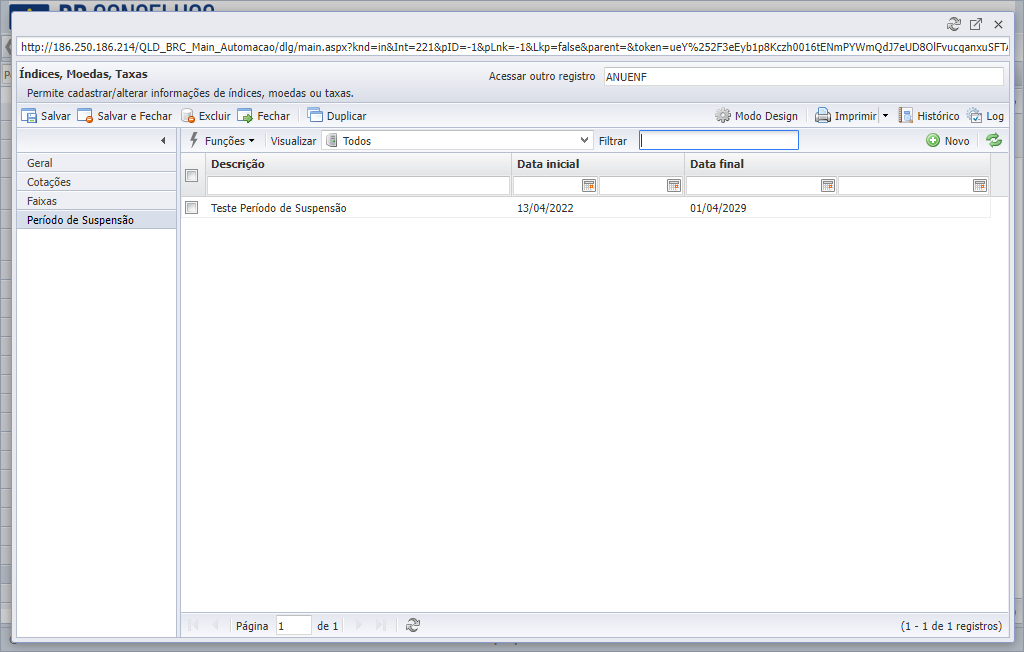 http://186.250.186.214/QLD_BRC_Main_Automacao/dlg/main.aspx?knd=in&Int=221&pID=-1&pLnk=-1&Lkp=false&parent=&token=ueY%252F3eEyb1p8Kczh0016tENmPYWmQdJ7eUD8OlFvucqanxuSFTA
Índices, Moedas, Taxas
Acessar outro registro ANUENF
Permite cadastrar/alterar informações de índices, moedas ou taxas.
Salvar Salvar e Fechar Excluir Fechar Duplicar Modo Design Imprimir Histórico Log
Funções Visualizar Todos Filtrar Novo
Geral
Cotações
Faixas
Período de Suspensão
Descrição Data inicial Data final
Teste Período de Suspensão 13/04/2022 01/04/2029
Página 1 de 1 (1 - 1 de 1 registros)